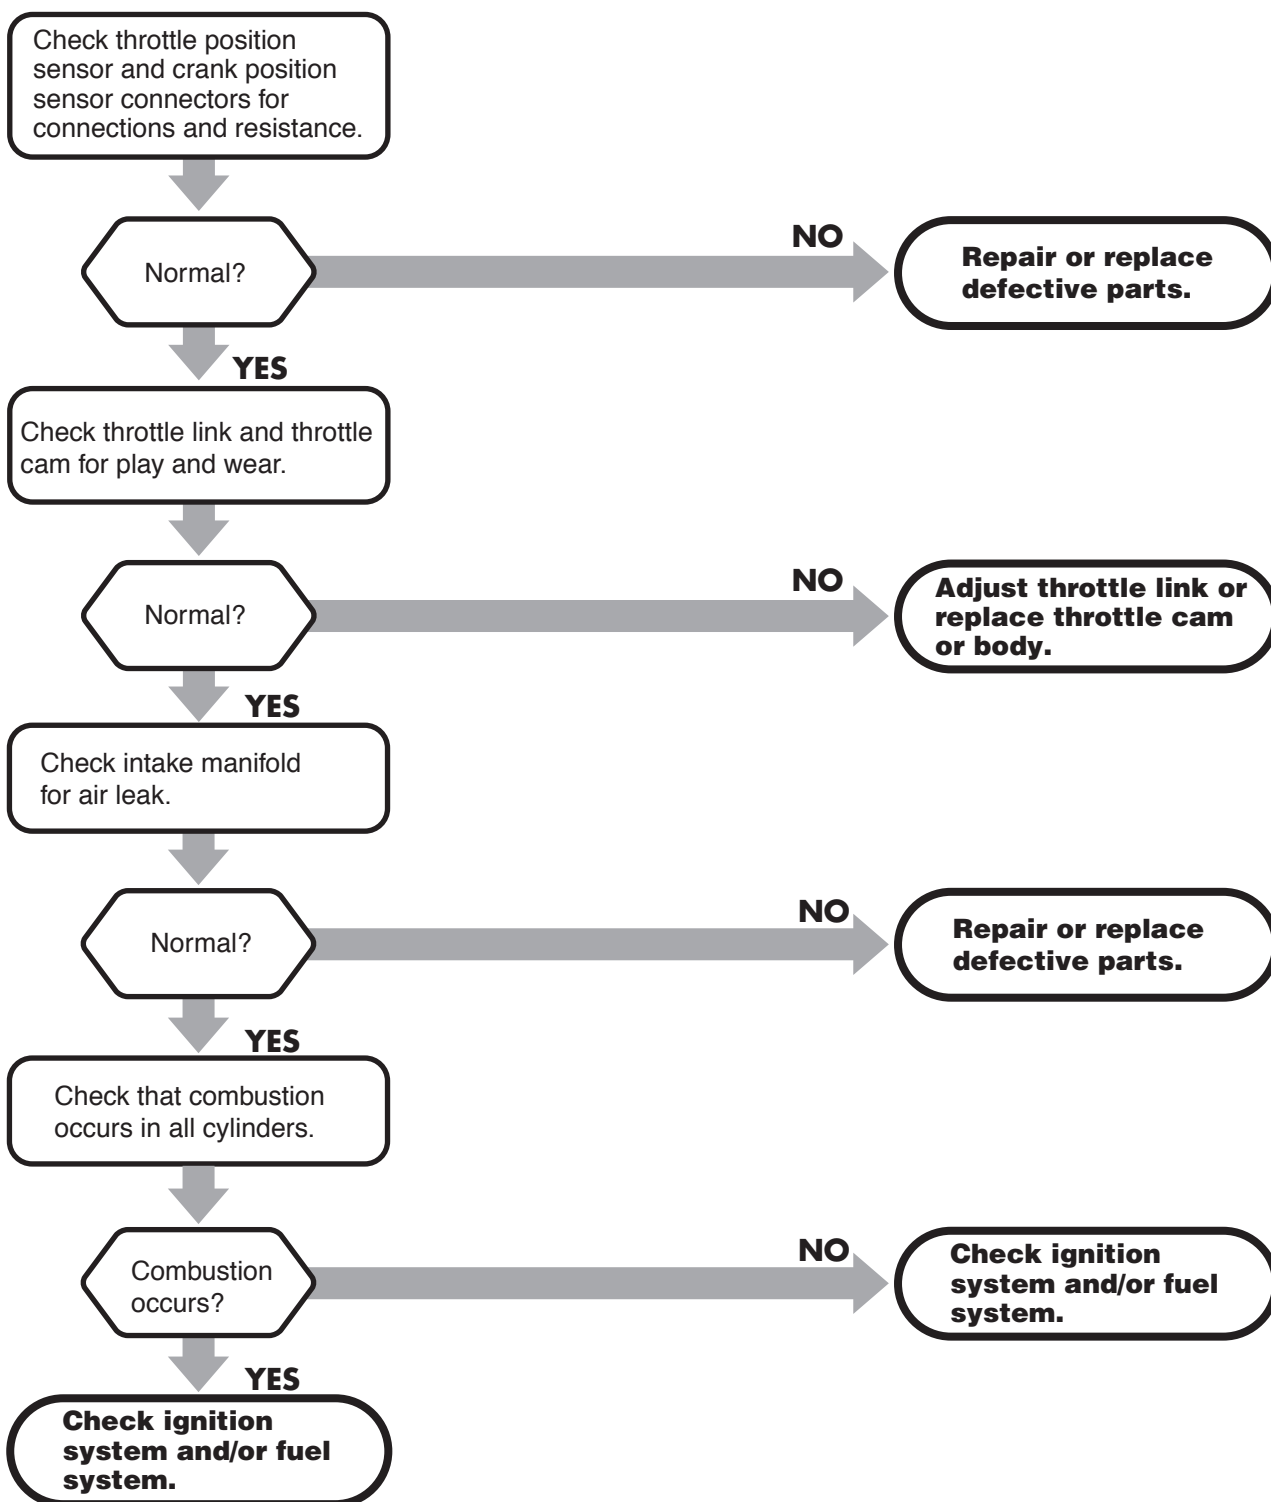 Check throttle position
sensor and crank position
sensor connectors for
connections and resistance.
Normal?
NO
Repair or replace
defective parts.
YES
Check throttle link and throttle
cam for play and wear.
Normal?
NO
Adjust throttle link or
replace throttle cam
or body.
YES
Check intake manifold
for air leak.
Normal?
NO
Repair or replace
defective parts.
YES
Check that combustion
occurs in all cylinders.
Combustion
occurs?
NO
Check ignition
system and/or fuel
system.
YES
Check ignition
system and/or fuel
system.